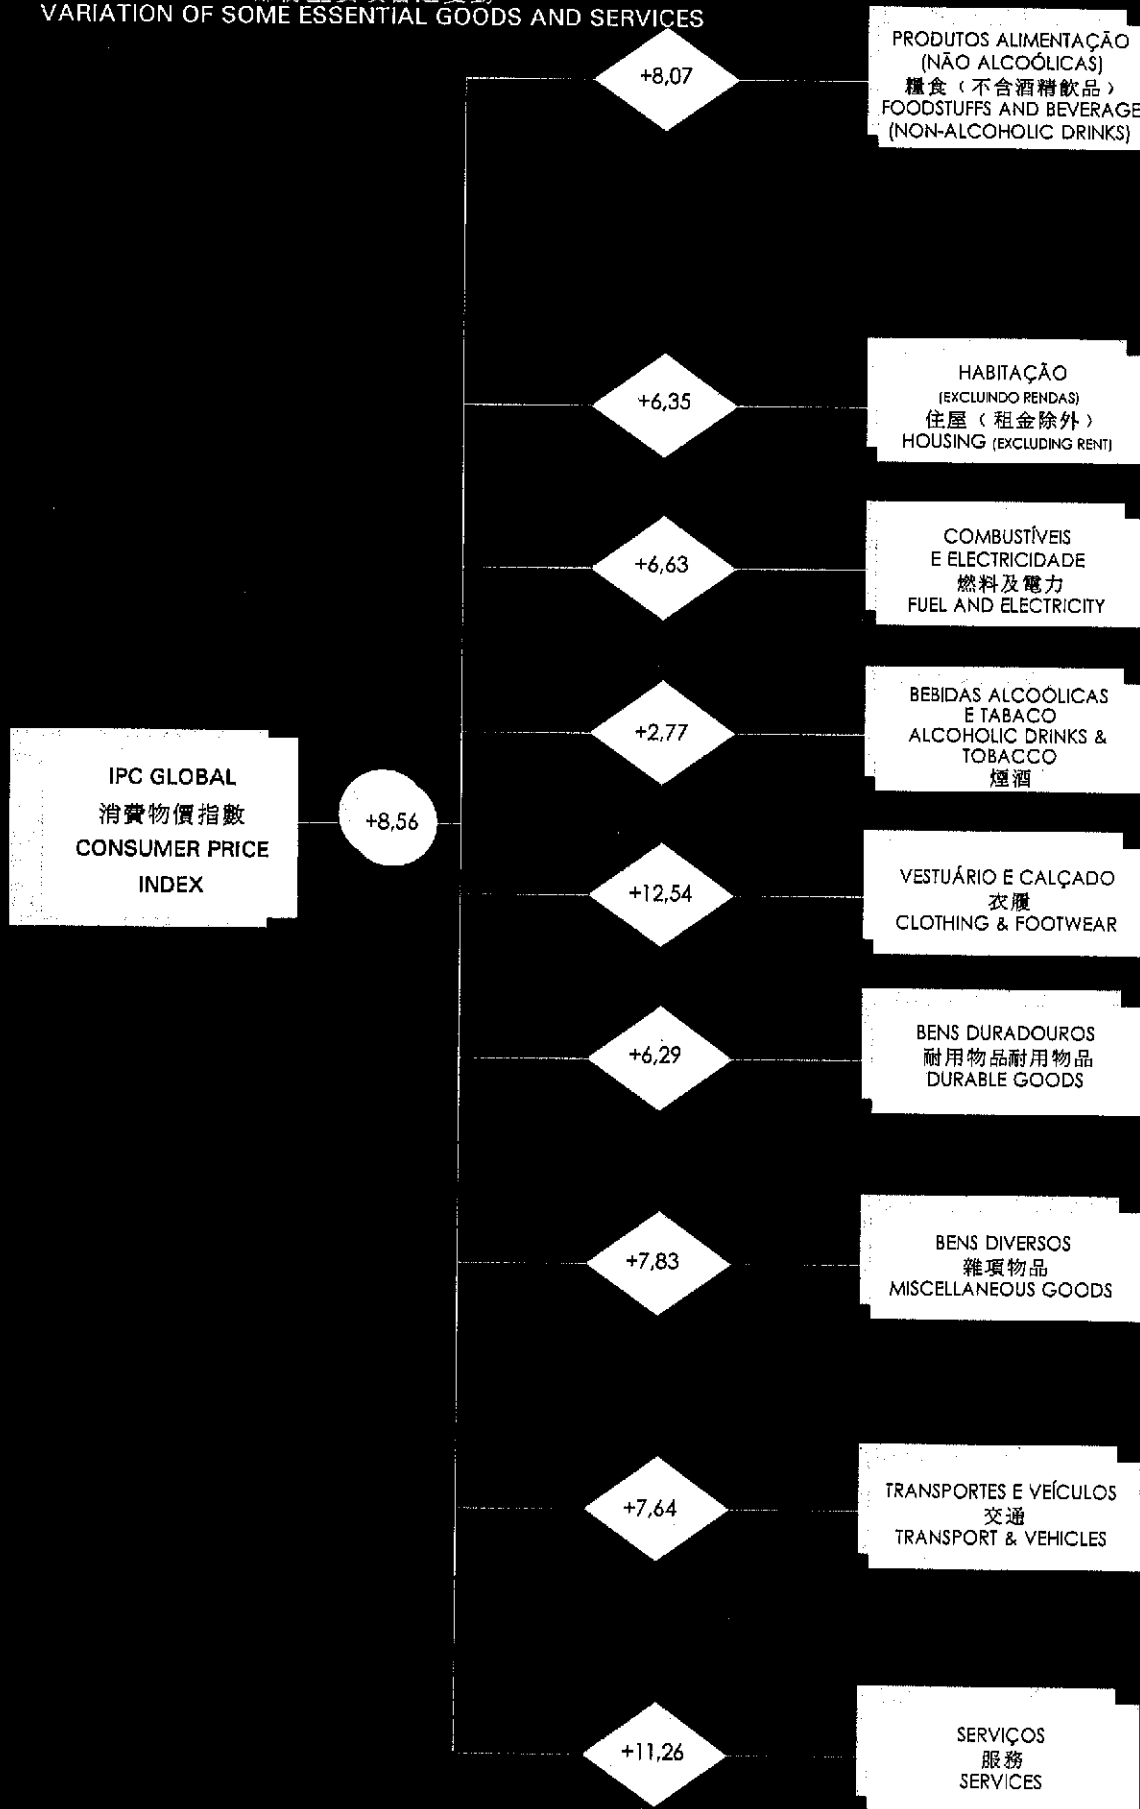 VARIATION OF SOME ESSENTIAL GOODS AND SERVICES
+8,07
PRODUTOS ALIMENTAÇÃO
(NÃO ALCOÓLICAS)
糧食（不含酒精飲品）
FOODSTUFFS AND BEVERAGE
(NON-ALCOHOLIC DRINKS)
+6,35
HABITAÇÃO
(EXCLUINDO RENDAS)
住屋（租金除外）
HOUSING (EXCLUDING RENT)
+6,63
COMBUSTÍVEIS
E ELECTRICIDADE
燃料及電力
FUEL AND ELECTRICITY
+2,77
BEBIDAS ALCOÓLICAS
E TABACO
ALCOHOLIC DRINKS &
TOBACCO
煙酒
IPC GLOBAL
消費物價指數
CONSUMER PRICE
INDEX
+8,56
+12,54
VESTUÁRIO E CALÇADO
衣履
CLOTHING & FOOTWEAR
+6,29
BENS DURADOUROS
耐用物品耐用物品
DURABLE GOODS
+7,83
BENS DIVERSOS
雜項物品
MISCELLANEOUS GOODS
+7,64
TRANSPORTES E VEÍCULOS
交通
TRANSPORT & VEHICLES
+11,26
SERVIÇOS
服務
SERVICES